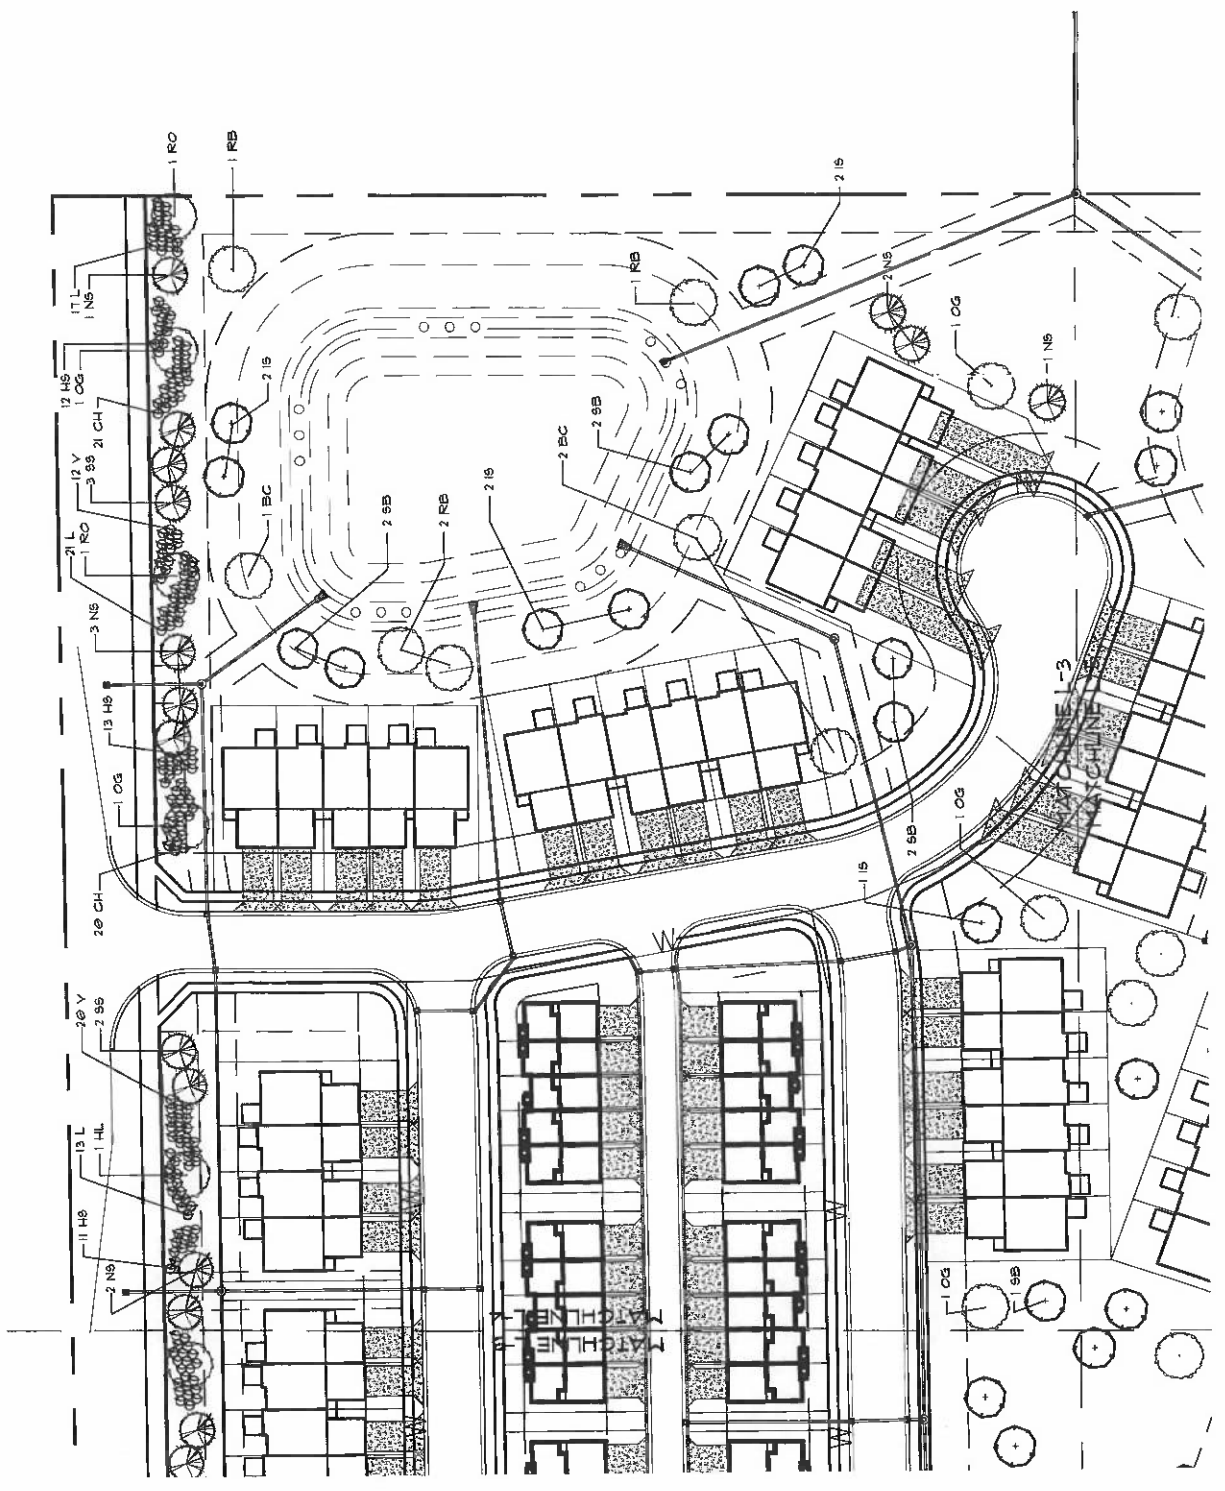 1 RO
1 RB
2 IS
17 L
1 NS
1 RB
2 NS
1 OG
1 NS
12 HS
1 OG
21 CH
2 IS
12 V
3 SS
2 SB
2 BC
1 BC
2 SB
2 RB
2 IS
21 L
1 RO
3 NS
13 HS
1 OG
20 CH
MATCHLINE L-3
MATCHLINE
1 OG
2 SB
1 IS
W
20 V
2 SS
13 L
1 HL
11 HS
2 NS
1 OG
1 SB
MATCHLINE L-4
MATCHLINE L-3
W
W
W
W